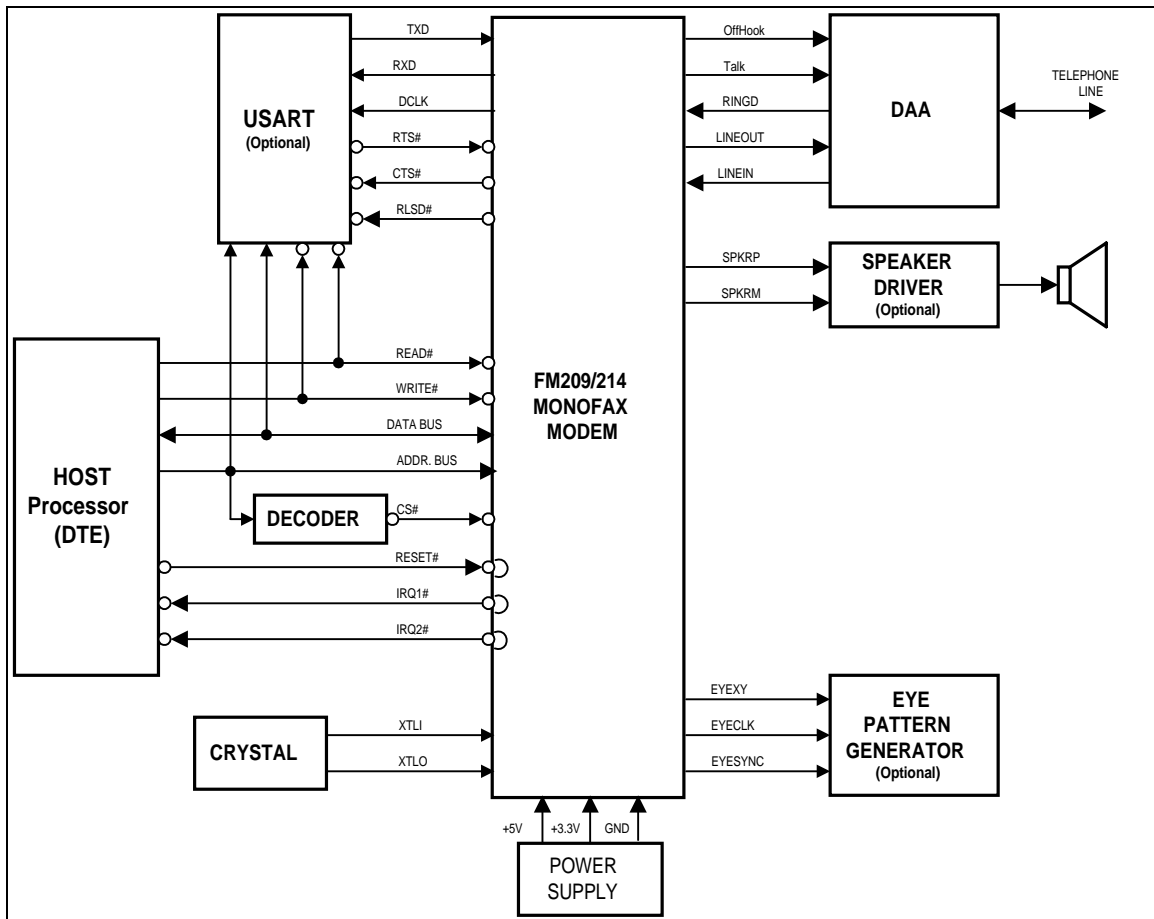 TXD
RXD
DCLK
RTS#
CTS#
RLSD#
USART
(Optional)
OffHook
Talk
RINGD
LINEOUT
LINEIN
DAA
TELEPHONE
LINE
SPKRP
SPKRM
SPEAKER
DRIVER
(Optional)
FM209/214
MONOFAX
MODEM
HOST
Processor
(DTE)
READ#
WRITE#
DATA BUS
ADDR. BUS
DECODER
CS#
RESET#
IRQ1#
IRQ2#
CRYSTAL
XTLI
XTLO
EYEXY
EYECLK
EYESYNC
EYE
PATTERN
GENERATOR
(Optional)
+5V
+3.3V
GND
POWER
SUPPLY